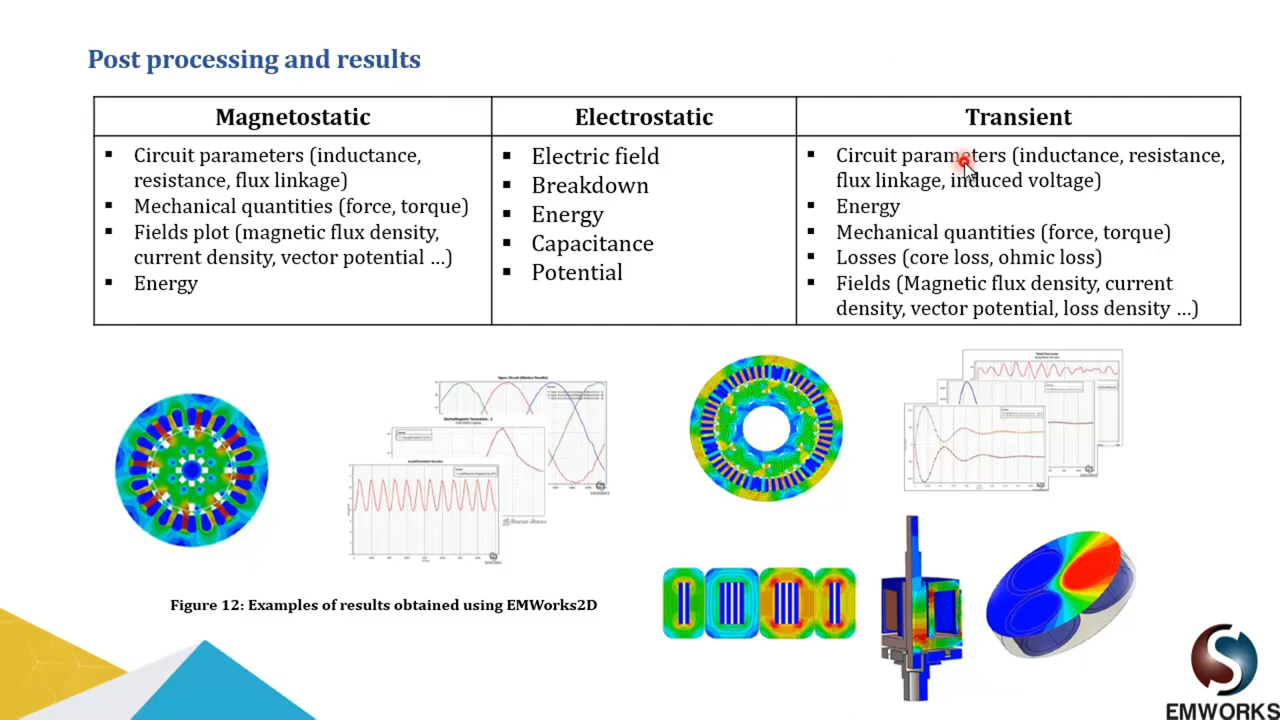 Post processing and results
Magnetostatic
Electrostatic
Transient
▪ Circuit parameters (inductance,
resistance, flux linkage)
▪ Mechanical quantities (force, torque)
▪ Fields plot (magnetic flux density,
current density, vector potential ...)
▪ Energy
▪ Electric field
▪ Breakdown
▪ Energy
▪ Capacitance
▪ Potential
▪ Circuit parameters (inductance, resistance,
flux linkage, induced voltage)
▪ Energy
▪ Mechanical quantities (force, torque)
▪ Losses (core loss, ohmic loss)
▪ Fields (Magnetic flux density, current
density, vector potential, loss density ...)
Figure 12: Examples of results obtained using EMWorks2D
EMWORKS